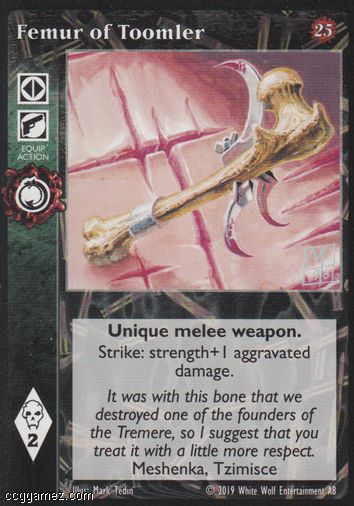 Femur of Toomler
25
EQUIP
ACTION
Unique melee weapon.
Strike: strength+1 aggravated
damage.
It was with this bone that we
destroyed one of the founders of
the Tremere, so I suggest that you
treat it with a little more respect.
Meshenka, Tzimisce
2
Illus: Mark Tedin
© 2019 White Wolf Entertainment AB
ccggamez.com